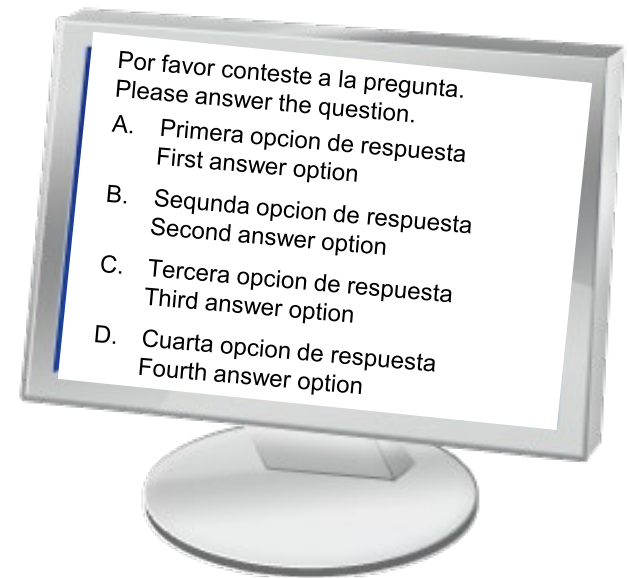 Por favor conteste a la pregunta.
Please answer the question.
A. Primera opcion de respuesta
First answer option
B. Sequnda opcion de respuesta
Second answer option
C. Tercera opcion de respuesta
Third answer option
D. Cuarta opcion de respuesta
Fourth answer option